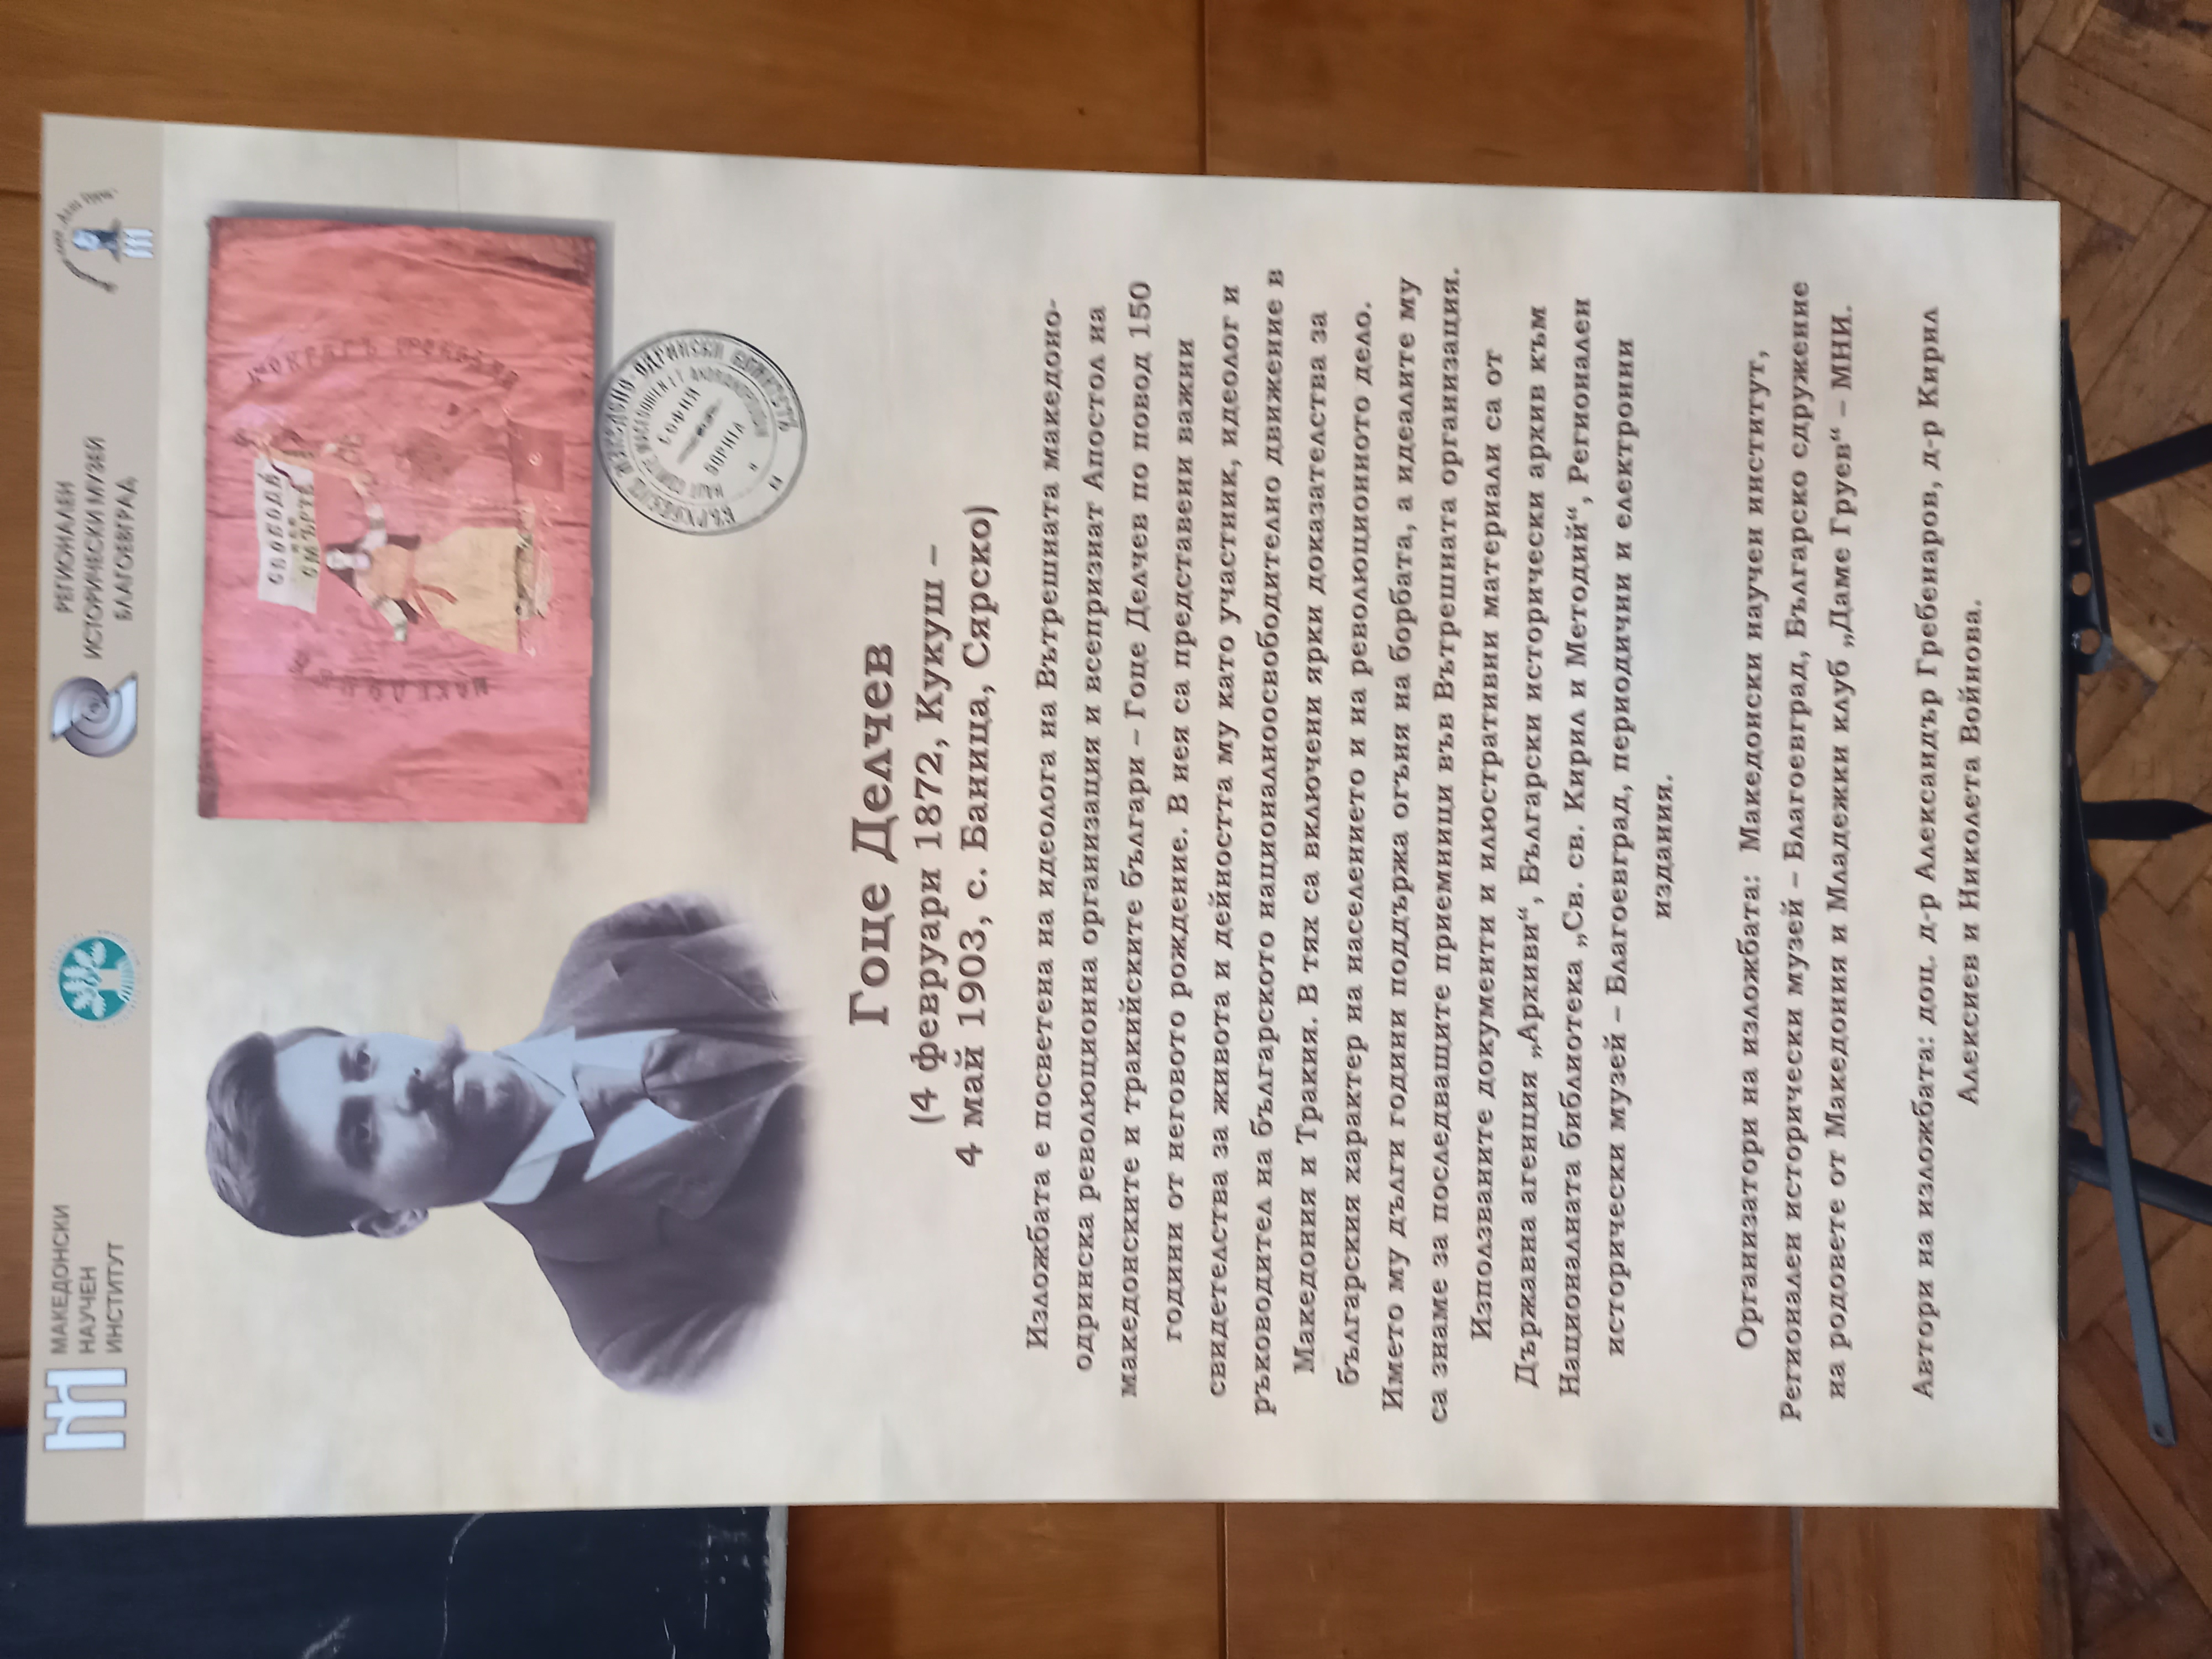 МАКЕДОНСКИ
НАУЧЕН
ИНСТИТУТ
РЕГИОНАЛЕН
ИСТОРИЧЕСКИ МУЗЕЙ
БЛАГОЕВГРАД
СВОБОДА
ИЛИ
СМЪРТЬ
СОФИЯ
Гоце Делчев
(4 февруари 1872, Кукуш –
4 май 1903, с. Баница, Сярско)
Изложбата е посветена на идеолога на Вътрешната македоно-
одринска революционна организация и всепризнат Апостол на
македонските и тракийските българи – Гоце Делчев по повод 150
години от неговото рождение. В нея са представени важни
свидетелства за живота и дейността му като участник, идеолог и
ръководител на българското националноосвободително движение в
Македония и Тракия. В тях са включени ярки доказателства за
българския характер на населението и на революционното дело.
Името му дълги години поддържа огъня на борбата, а идеалите му
са знаме за последващите приемници във Вътрешната организация.
Използваните документи и илюстративни материали са от
Държавна агенция „Архиви“, Български исторически архив към
Националната библиотека „Св. св. Кирил и Методий“, Регионален
исторически музей – Благоевград, периодични и електронни
издания.
Организатори на изложбата: Македонски научен институт,
Регионален исторически музей – Благоевград, Българско сдружение
на родовете от Македония и Младежки клуб „Даме Груев“ – МНИ.
Автори на изложбата: доц. д-р Александър Гребенаров, д-р Кирил
Алексиев и Николета Войнова.